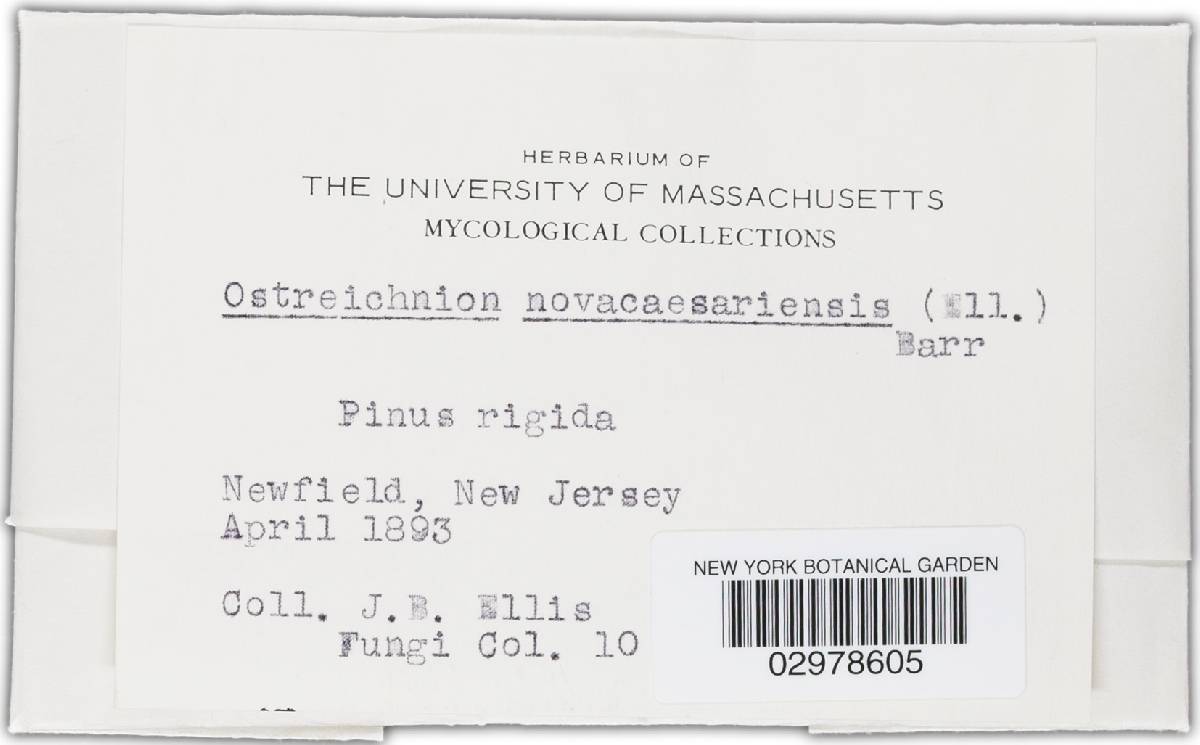 HERBARIUM OF
THE UNIVERSITY OF MASSACHUSETTS
MYCOLOGICAL COLLECTIONS
Ostreichnion novacaesariensis (Ell.)
Barr
Pinus rigida
Newfield, New Jersey
April 1893
Coll. J.B. Ellis
Fungi Col. 10
NEW YORK BOTANICAL GARDEN
02978605